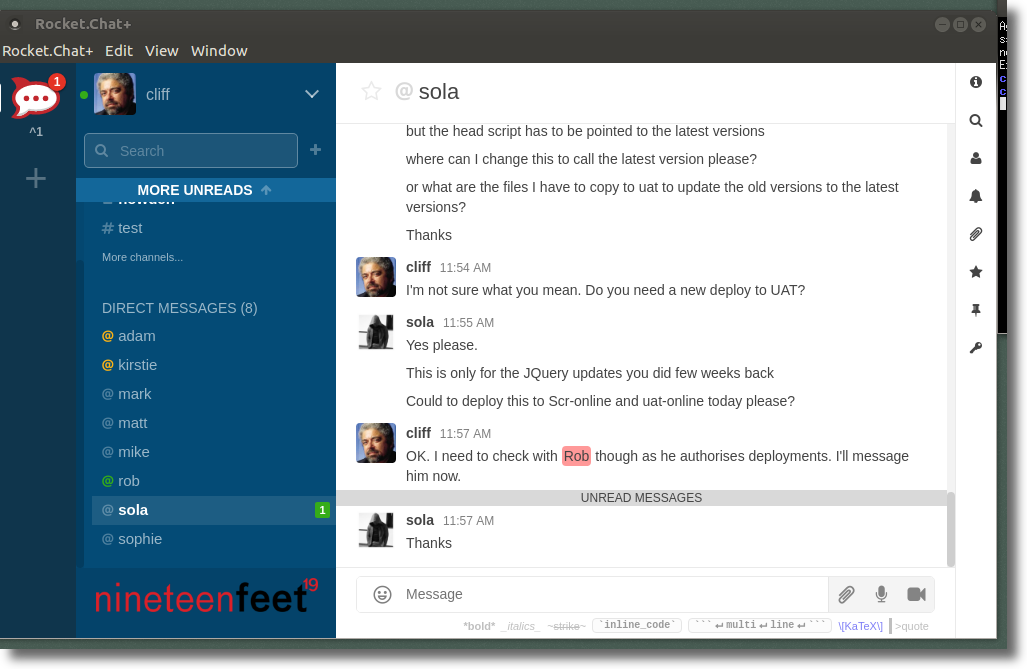 Rocket.Chat+
Rocket.Chat+ Edit View Window
1
^1
cliff
Search
MORE UNREADS
# test
More channels...
DIRECT MESSAGES (8)
@ adam
@ kirstie
@ mark
@ matt
@ mike
@ rob
@ sola 1
@ sophie
nineteenfeet19
@ sola
but the head script has to be pointed to the latest versions
where can I change this to call the latest version please?
or what are the files I have to copy to uat to update the old versions to the latest
versions?
Thanks
cliff 11:54 AM
I'm not sure what you mean. Do you need a new deploy to UAT?
sola 11:55 AM
Yes please.
This is only for the JQuery updates you did few weeks back
Could to deploy this to Scr-online and uat-online today please?
cliff 11:57 AM
OK. I need to check with Rob though as he authorises deployments. I'll message
him now.
UNREAD MESSAGES
sola 11:57 AM
Thanks
Message
*bold* _italics_ ~strike~ `inline_code` ```↵multi↵line↵``` \[KaTeX\] >quote